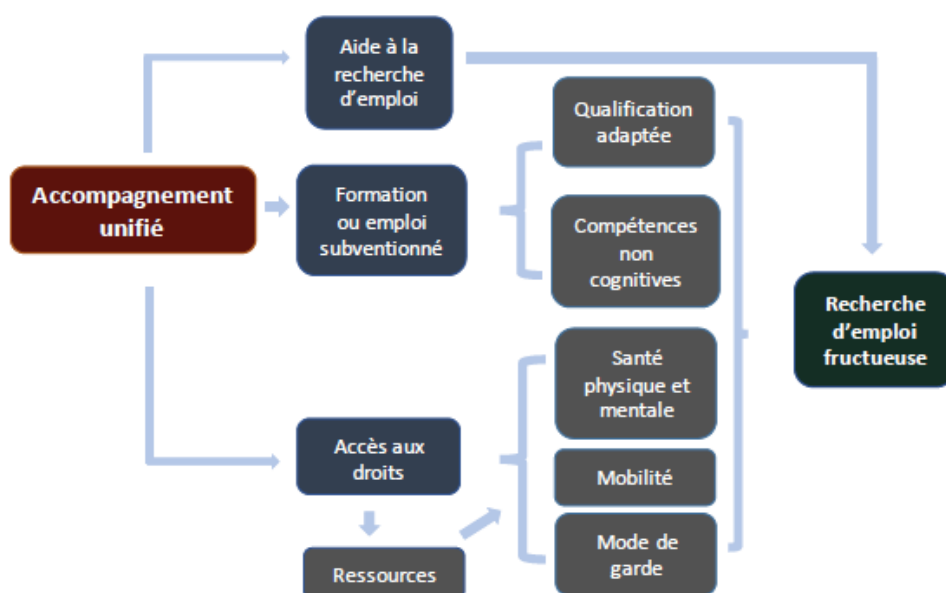 Aide à la
recherche
d'emploi
Qualification
adaptée
Accompagnement
unifié
Formation
ou emploi
subventionné
Compétences
non
cognitives
Recherche
d'emploi
fructueuse
Santé
physique et
mentale
Accès aux
droits
Mobilité
Mode de
garde
Ressources